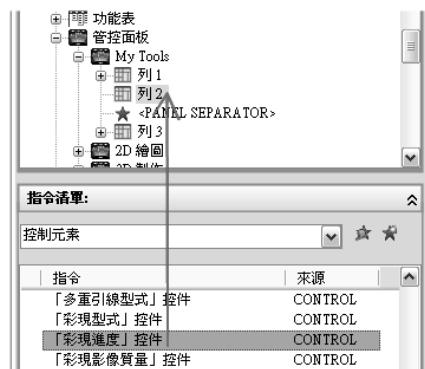 功能表
管控面板
My Tools
列 1
列 2
<PANEL SEPARATOR>
列 3
2D 繪圖
2D 製作
指令清單:
控制元素
指令 來源
「多重引線型式」控件 CONTROL
「彩現型式」控件 CONTROL
「彩現進度」控件 CONTROL
「彩現影像質量」控件 CONTROL